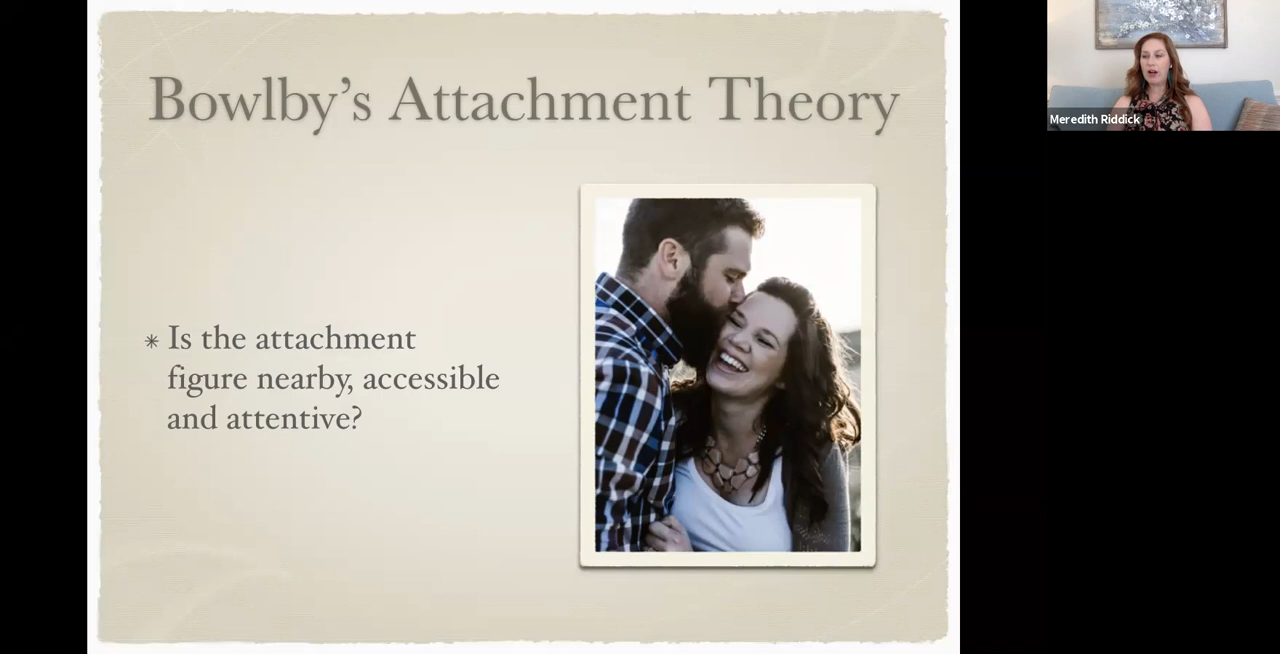 Bowlby’s Attachment Theory
Is the attachment
figure nearby, accessible
and attentive?
Meredith Riddick